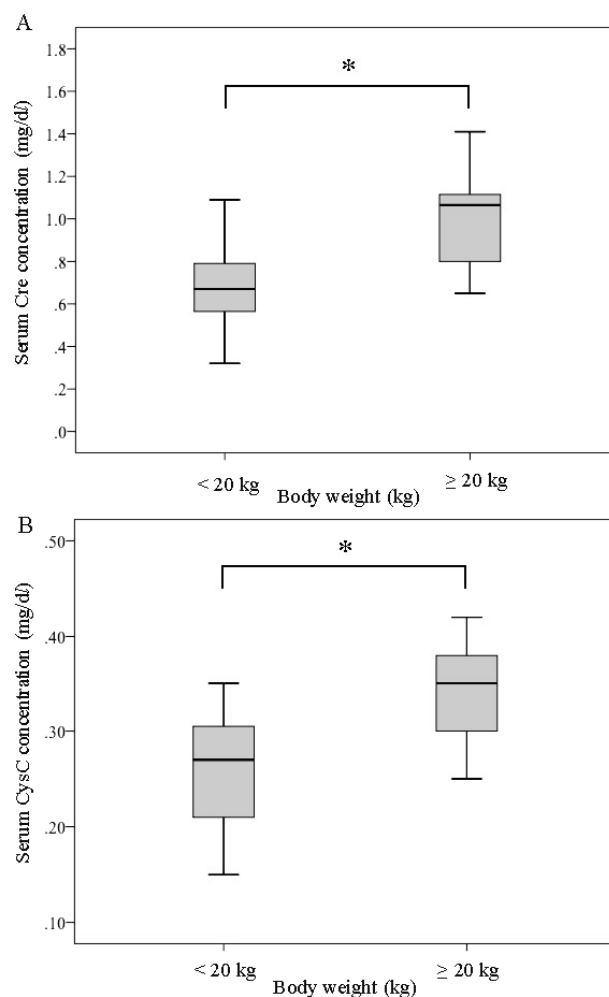 A
Serum Cre concentration (mg/dl)
1.8
1.6
1.4
1.2
1.0
.8
.6
.4
.2
.0
*
< 20 kg
≥ 20 kg
Body weight (kg)
B
Serum CysC concentration (mg/dl)
.50
.40
.30
.20
.10
*
< 20 kg
≥ 20 kg
Body weight (kg)